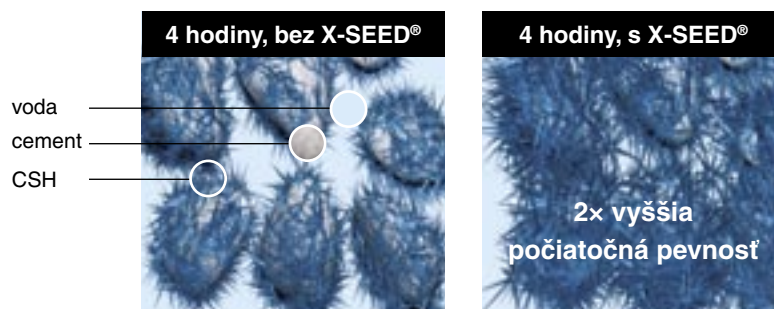 4 hodiny, bez X-SEED®
4 hodiny, s X-SEED®
voda
cement
CSH
2× vyššia
počiatočná pevnosť